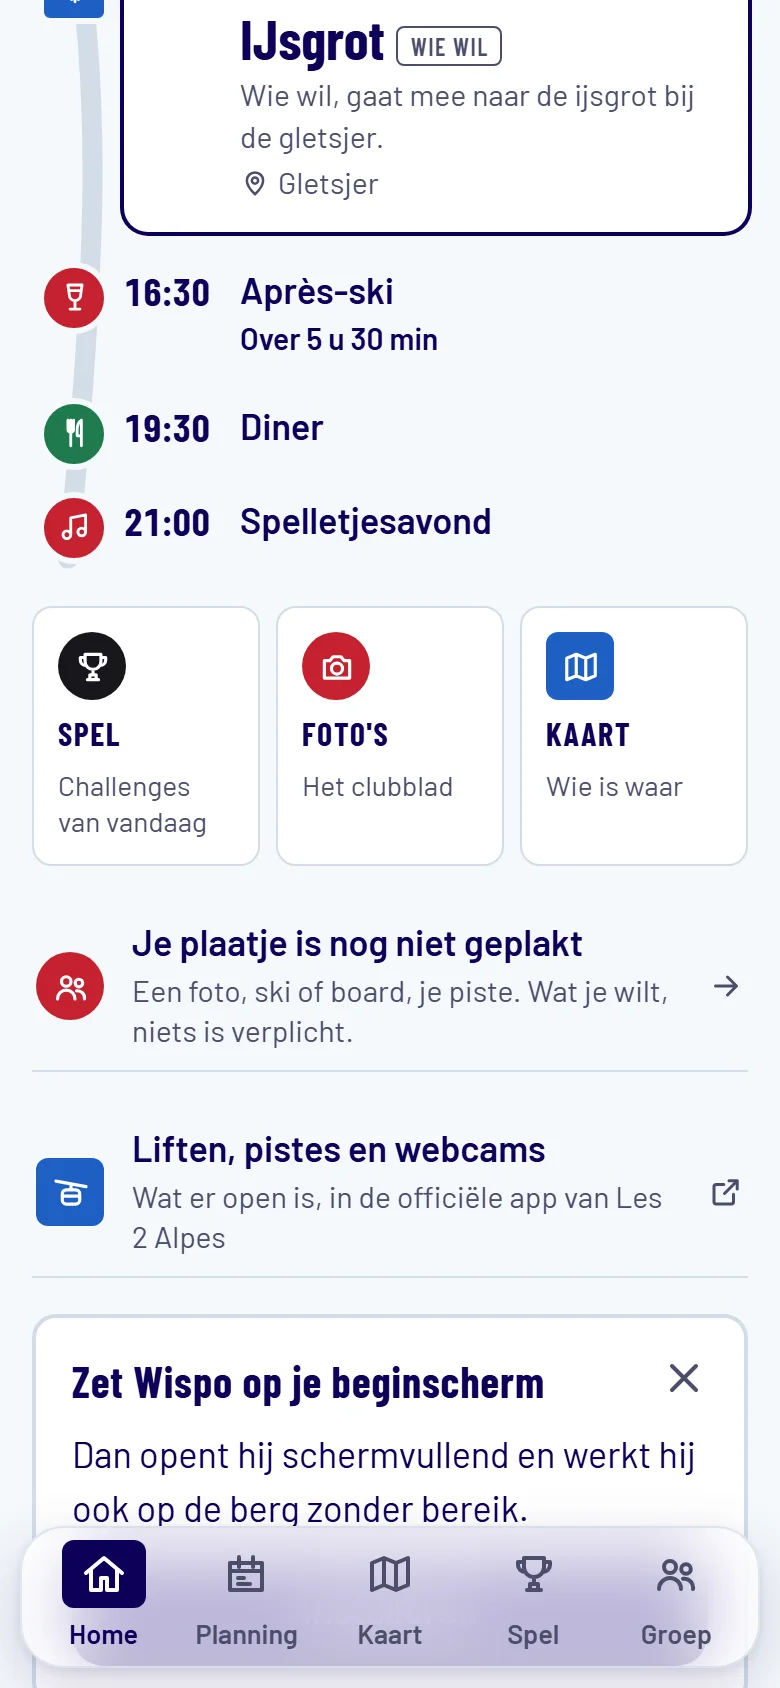 IJsgrot WIE WIL
Wie wil, gaat mee naar de ijsgrot bij
de gletsjer.
Gletsjer
16:30 Après-ski
Over 5 u 30 min
19:30 Diner
21:00 Spelletjesavond
SPEL
Challenges
van vandaag
FOTO'S
Het clubblad
KAART
Wie is waar
Je plaatje is nog niet geplakt
Een foto, ski of board, je piste. Wat je wilt,
niets is verplicht.
Liften, pistes en webcams
Wat er open is, in de officiële app van Les
2 Alpes
Zet Wispo op je beginscherm
Dan opent hij schermvullend en werkt hij
ook op de berg zonder bereik.
Home Planning Kaart Spel Groep